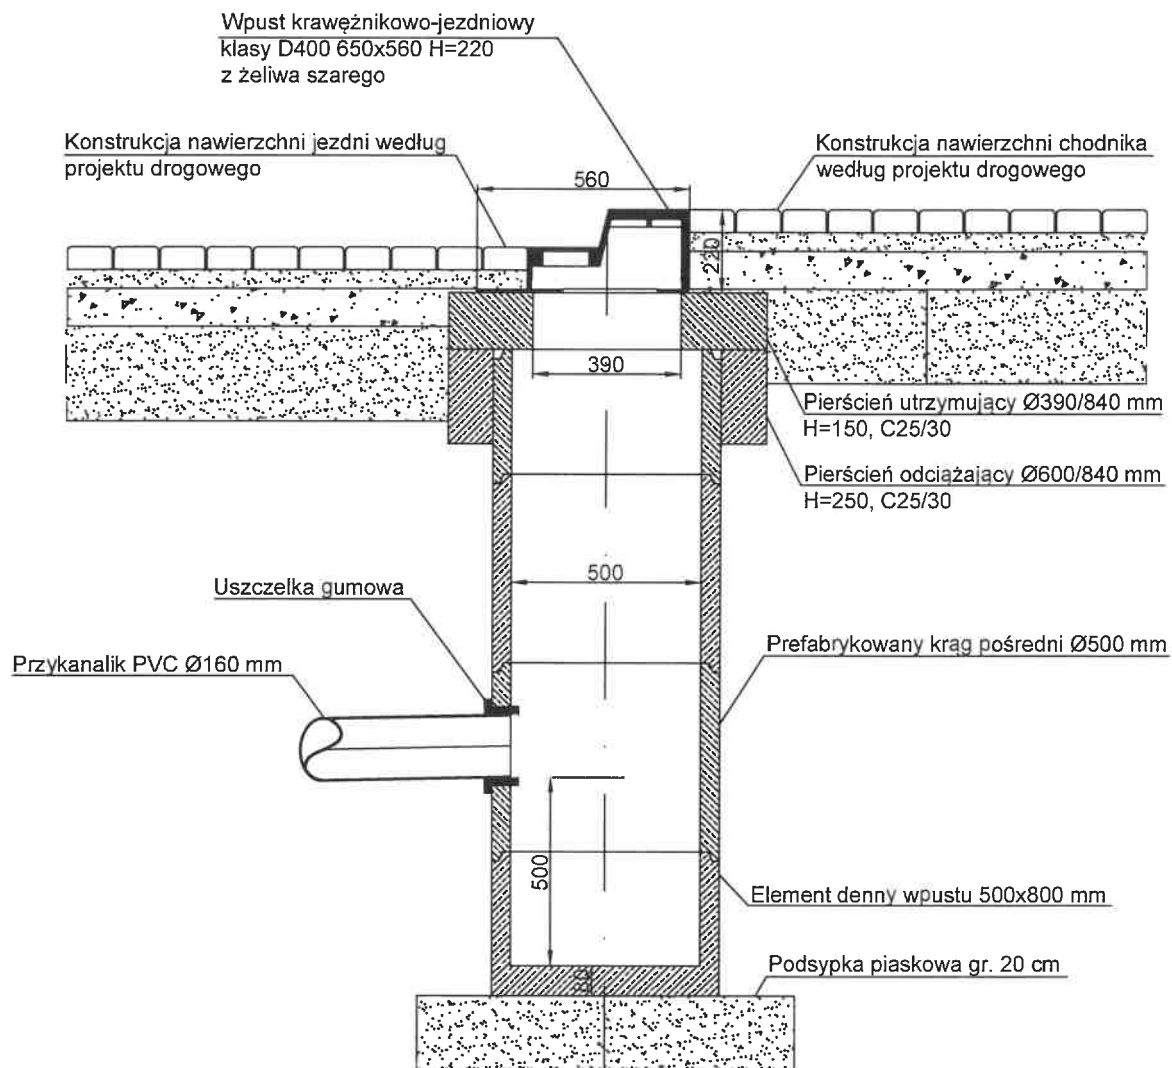 Wpust krawężnikowo-jezdniowy
klasy D400 650x560 H=220
z żeliwa szarego
Konstrukcja nawierzchni jezdni według
projektu drogowego
Konstrukcja nawierzchni chodnika
według projektu drogowego
560
220
390
Pierścień utrzymujący Ø390/840 mm
H=150, C25/30
Pierścień odciążający Ø600/840 mm
H=250, C25/30
500
Uszczelka gumowa
Prefabrykowany krąg pośredni Ø500 mm
Przykanalik PVC Ø160 mm
500
Element denny wpustu 500x800 mm
Podsypka piaskowa gr. 20 cm
80